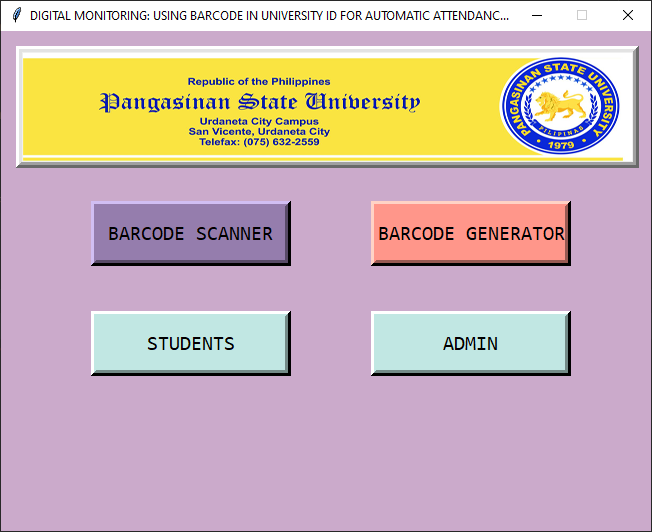 DIGITAL MONITORING: USING BARCODE IN UNIVERSITY ID FOR AUTOMATIC ATTENDANC...
Republic of the Philippines
Pangasinan State University
Urdaneta City Campus
San Vicente, Urdaneta City
Telefax: (075) 632-2559
PANGASINAN STATE UNIVERSITY
PILIPINAS
1979
BARCODE SCANNER
BARCODE GENERATOR
STUDENTS
ADMIN